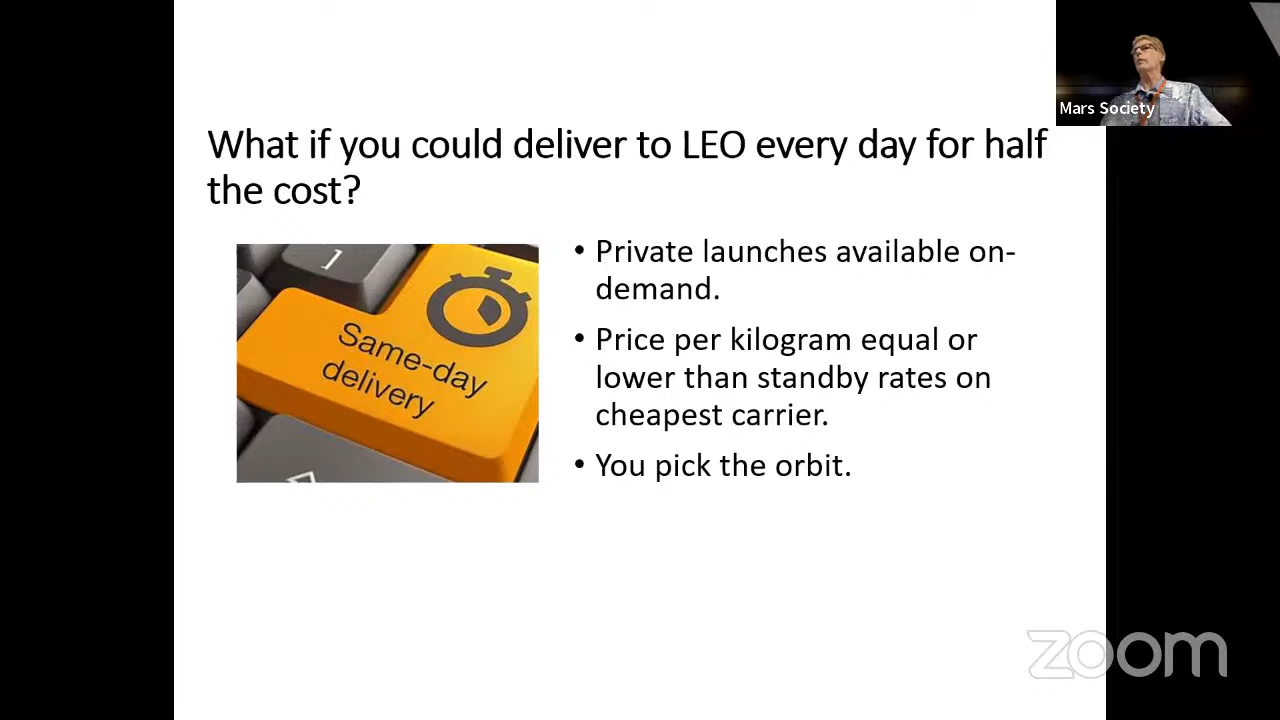 What if you could deliver to LEO every day for half
the cost?
1
Same-day
delivery
• Private launches available on-
demand.
• Price per kilogram equal or
lower than standby rates on
cheapest carrier.
• You pick the orbit.
Mars Society
zoom